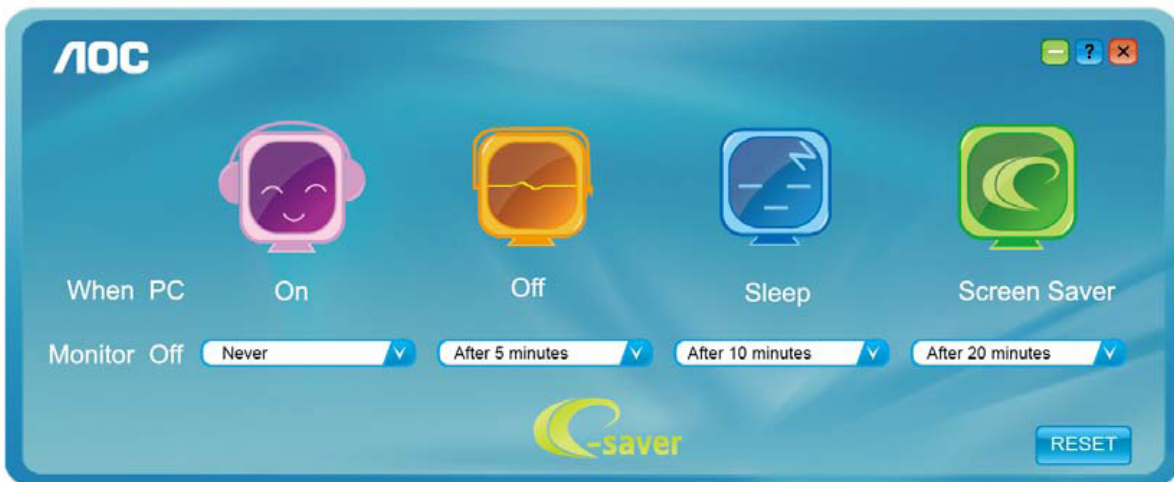 AOC
?
When PC On Off Sleep Screen Saver
Monitor Off Never After 5 minutes After 10 minutes After 20 minutes
e-saver
RESET